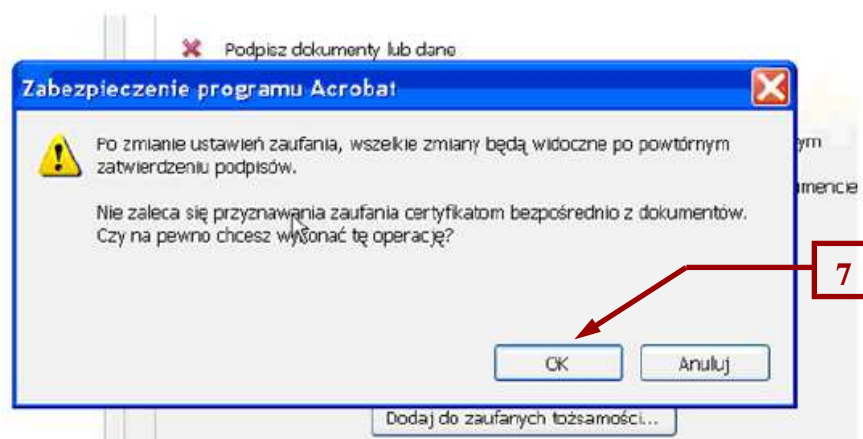 Podpisz dokumenty lub dane
Zabezpieczenie programu Acrobat
Po zmianie ustawień zaufania, wszelkie zmiany będą widoczne po powtórnym
zatwierdzeniu podpisów.
ym
mencie
Nie zaleca się przyznawania zaufania certyfikatom bezpośrednio z dokumentów.
Czy na pewno chcesz wykonać tę operację?
7
OK
Anuluj
Dodaj do zaufanych tożsamości...